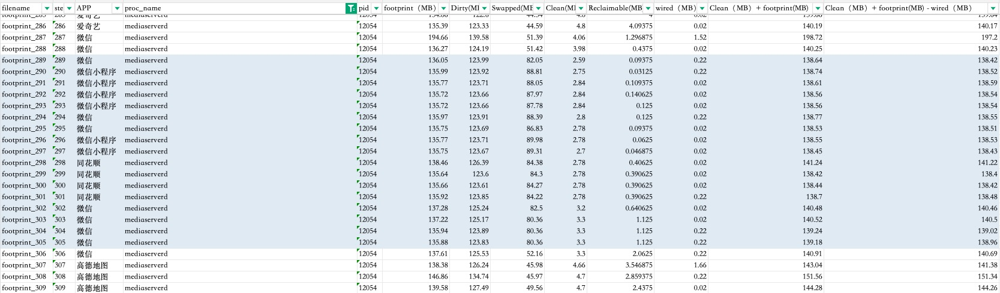 filename ste APP proc_name pid footprint（MB） Dirty(MI Swapped(ME Clean(MI Reclaimable(MB wired（MB） Clean（MB）+ footprint(MB) Clean（MB）+ footprint(MB) - wired（MB）
footprint_286 286 爱奇艺 mediaserverd 12054 135.39 123.33 44.59 4.8 4.09375 0.02 140.19 140.17
footprint_287 287 微信 mediaserverd 12054 194.66 139.58 51.39 4.06 1.296875 1.52 198.72 197.2
footprint_288 288 微信 mediaserverd 12054 136.27 124.19 51.42 3.98 0.4375 0.02 140.25 140.23
footprint_289 289 微信 mediaserverd 12054 136.05 123.99 82.05 2.59 0.09375 0.22 138.64 138.42
footprint_290 290 微信小程序 mediaserverd 12054 135.99 123.92 88.81 2.75 0.03125 0.22 138.74 138.52
footprint_291 291 微信小程序 mediaserverd 12054 135.77 123.71 88.05 2.84 0.109375 0.02 138.61 138.59
footprint_292 292 微信小程序 mediaserverd 12054 135.72 123.66 87.97 2.84 0.140625 0.02 138.56 138.54
footprint_293 293 微信小程序 mediaserverd 12054 135.72 123.66 87.78 2.84 0.125 0.02 138.56 138.54
footprint_294 294 微信 mediaserverd 12054 135.97 123.91 88.39 2.8 0.125 0.22 138.77 138.55
footprint_295 295 微信 mediaserverd 12054 135.75 123.69 86.83 2.78 0.09375 0.02 138.53 138.51
footprint_296 296 微信小程序 mediaserverd 12054 135.77 123.71 89.98 2.78 0.0625 0.02 138.55 138.53
footprint_297 297 微信小程序 mediaserverd 12054 135.75 123.67 89.31 2.7 0.046875 0.02 138.45 138.43
footprint_298 298 同花顺 mediaserverd 12054 138.46 126.39 84.38 2.78 0.40625 0.02 141.24 141.22
footprint_299 299 同花顺 mediaserverd 12054 135.64 123.6 84.3 2.78 0.390625 0.02 138.42 138.4
footprint_300 300 同花顺 mediaserverd 12054 135.66 123.61 84.27 2.78 0.390625 0.02 138.44 138.42
footprint_301 301 同花顺 mediaserverd 12054 135.92 123.85 84.22 2.78 0.390625 0.22 138.7 138.48
footprint_302 302 微信 mediaserverd 12054 137.28 125.24 82.5 3.2 0.640625 0.02 140.48 140.46
footprint_303 303 微信 mediaserverd 12054 137.22 125.17 80.36 3.3 1.125 0.02 140.52 140.5
footprint_304 304 微信 mediaserverd 12054 135.94 123.89 80.36 3.3 1.125 0.22 139.24 139.02
footprint_305 305 微信 mediaserverd 12054 135.88 123.83 80.36 3.3 1.125 0.22 139.18 138.96
footprint_306 306 微信 mediaserverd 12054 137.61 125.53 52.16 3.3 2.0625 0.22 140.91 140.69
footprint_307 307 高德地图 mediaserverd 12054 138.38 126.24 45.98 4.66 3.546875 1.66 143.04 141.38
footprint_308 308 高德地图 mediaserverd 12054 146.86 134.74 45.97 4.7 2.859375 0.22 151.56 151.34
footprint_309 309 高德地图 mediaserverd 12054 139.58 127.49 49.56 4.7 2.4375 0.02 144.28 144.26